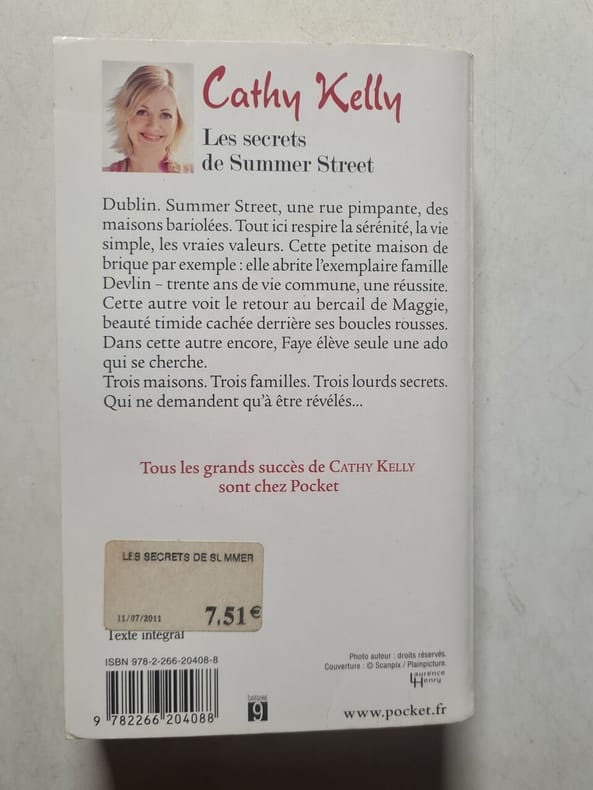 Cathy Kelly
Les secrets
de Summer Street
Dublin. Summer Street, une rue pimpante, des
maisons bariolées. Tout ici respire la sérénité, la vie
simple, les vraies valeurs. Cette petite maison de
brique par exemple : elle abrite l'exemplaire famille
Devlin – trente ans de vie commune, une réussite.
Cette autre voit le retour au bercail de Maggie,
beauté timide cachée derrière ses boucles rousses.
Dans cette autre encore, Faye élève seule une ado
qui se cherche.
Trois maisons. Trois familles. Trois lourds secrets.
Qui ne demandent qu'à être révélés...
Tous les grands succès de CATHY KELLY
sont chez Pocket
LES SECRETS DE SUMMER
11/07/2011 7.51€
Texte intégral
ISBN 978-2-266-20408-8
9 782266 204088
catégorie
9
Photo auteur : droits réservés.
Couverture : © Scanpix / Plainpicture.
Laurence
Henry
www.pocket.fr